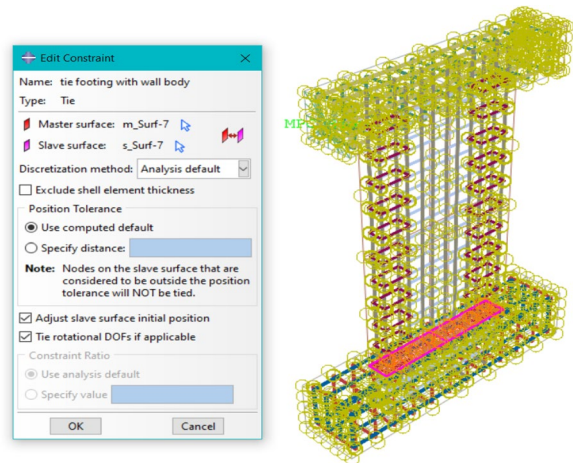 Edit Constraint
Name: tie footing with wall body
Type: Tie
Master surface: m_Surf-7
Slave surface: s_Surf-7
Discretization method: Analysis default
Exclude shell element thickness
Position Tolerance
Use computed default
Specify distance:
Note: Nodes on the slave surface that are
considered to be outside the position
tolerance will NOT be tied.
Adjust slave surface initial position
Tie rotational DOFs if applicable
Constraint Ratio
Use analysis default
Specify value
OK Cancel